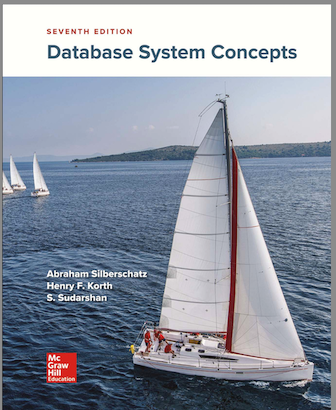 SEVENTH EDITION
Database System Concepts
Abraham Silberschatz
Henry F. Korth
S. Sudarshan
Mc
Graw
Hill
Education